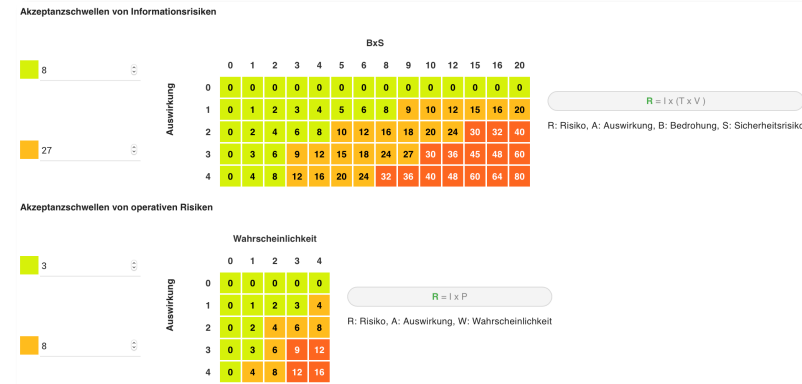 Akzeptanzschwellen von Informationsrisiken
BxS
0 1 2 3 4 5 6 8 9 10 12 15 16 20
8
Auswirkung
0 0 0 0 0 0 0 0 0 0 0 0 0 0 0
1 0 1 2 3 4 5 6 8 9 10 12 15 16 20
2 0 2 4 6 8 10 12 16 18 20 24 30 32 40
27
3 0 3 6 9 12 15 18 24 27 30 36 45 48 60
4 0 4 8 12 16 20 24 32 36 40 48 60 64 80
R = I x (T x V )
R: Risiko, A: Auswirkung, B: Bedrohung, S: Sicherheitsrisiko
Akzeptanzschwellen von operativen Risiken
Wahrscheinlichkeit
0 1 2 3 4
3
Auswirkung
0 0 0 0 0 0
1 0 1 2 3 4
2 0 2 4 6 8
8
3 0 3 6 9 12
4 0 4 8 12 16
R = I x P
R: Risiko, A: Auswirkung, W: Wahrscheinlichkeit